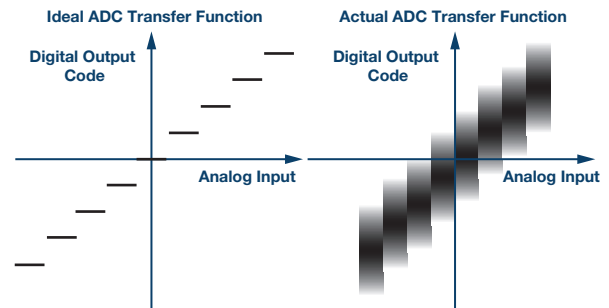 Ideal ADC Transfer Function
Digital Output
Code
Analog Input
Actual ADC Transfer Function
Digital Output
Code
Analog Input